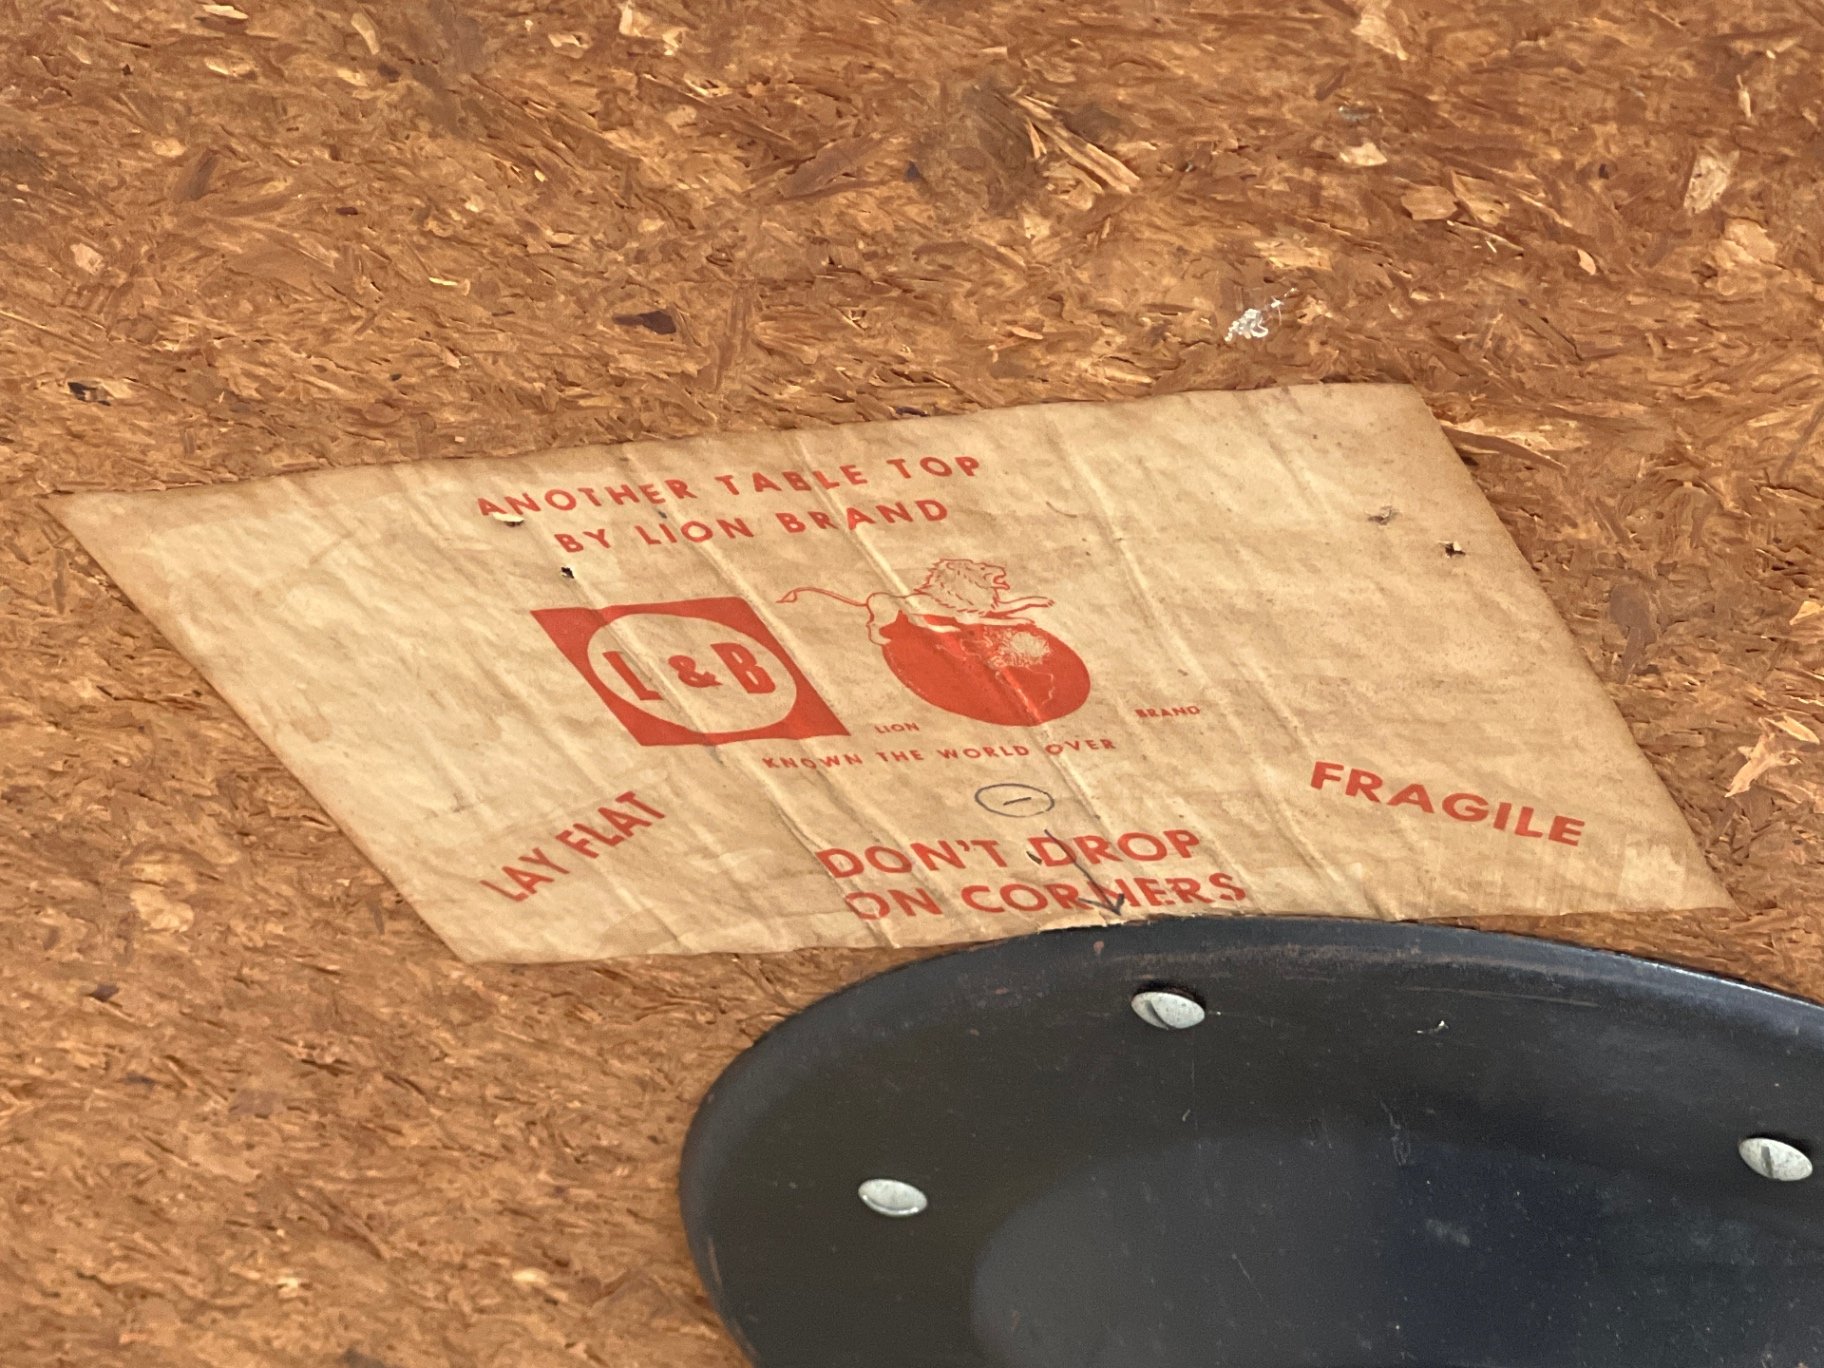 ANOTHER TABLE TOP
BY LION BRAND
L & B
LION BRAND
KNOWN THE WORLD OVER
LAY FLAT
DON'T DROP
ON CORNERS
FRAGILE